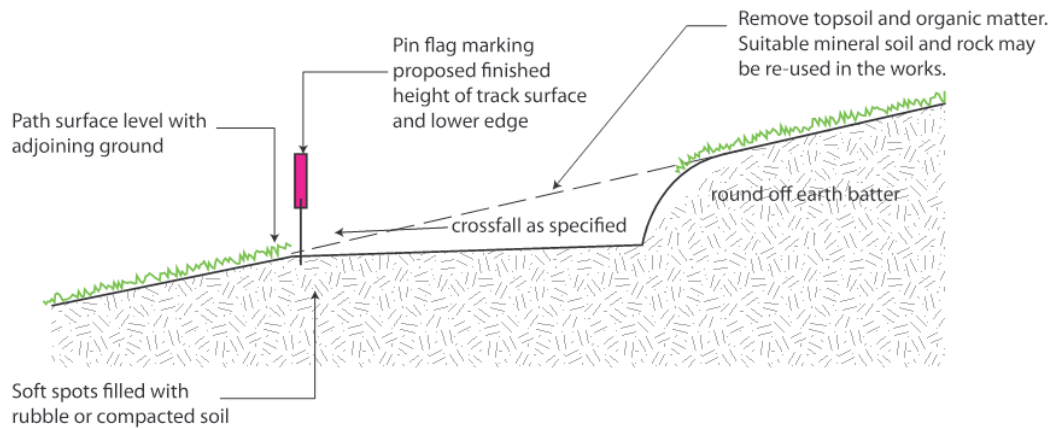 Remove topsoil and organic matter.
Suitable mineral soil and rock may
be re-used in the works.
Pin flag marking
proposed finished
height of track surface
and lower edge
Path surface level with
adjoining ground
round off earth batter
crossfall as specified
Soft spots filled with
rubble or compacted soil